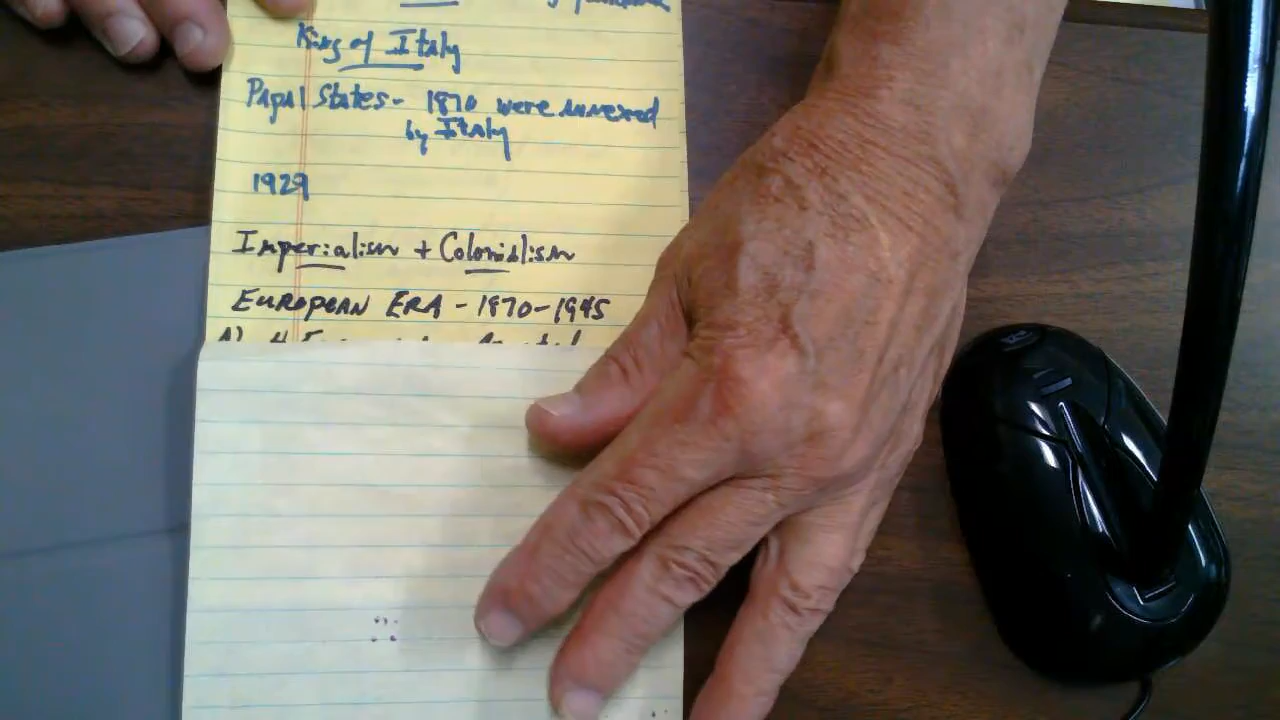 King of Italy
Papal States - 1870 were annexed
by Italy
1929
Imperialism + Colonialism
EUROPEAN ERA - 1870-1945